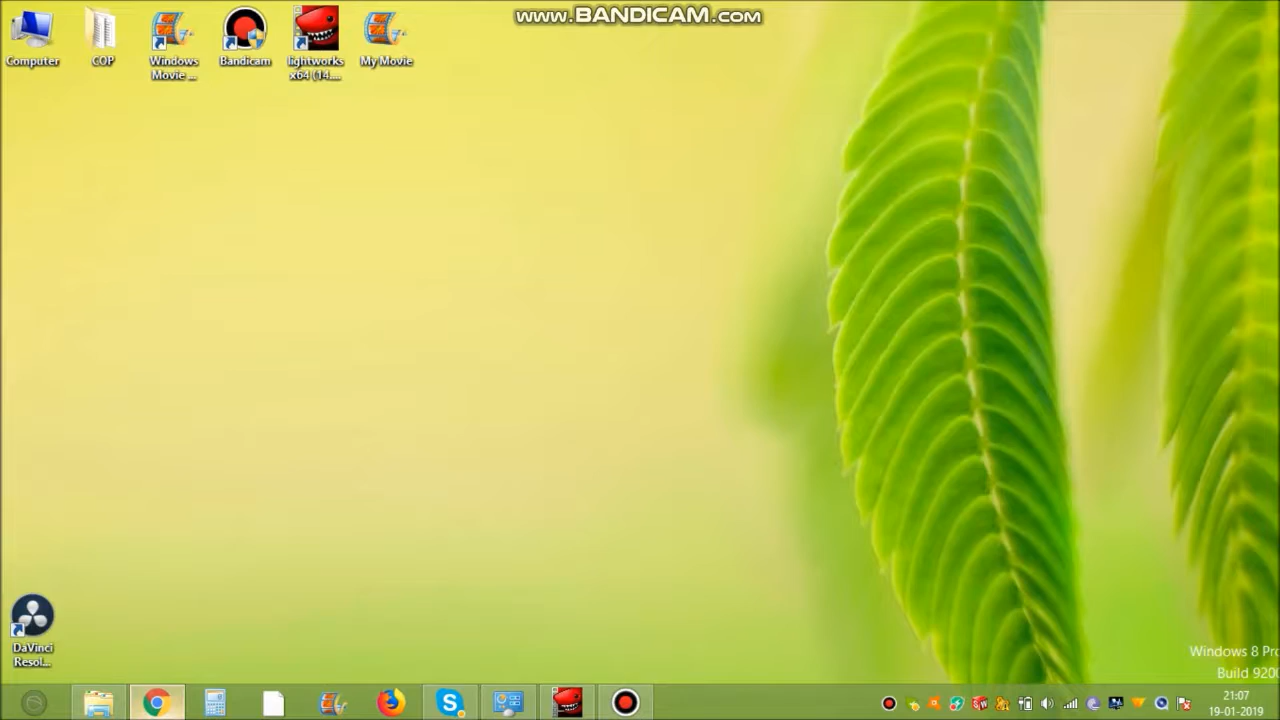 www.BANDICAM.com
Computer
COP
Windows
Movie ...
Bandicam
lightworks
x64 (14....
My Movie
DaVinci
Resol...
Windows 8 Pro
Build 9200
21:07
19-01-2019